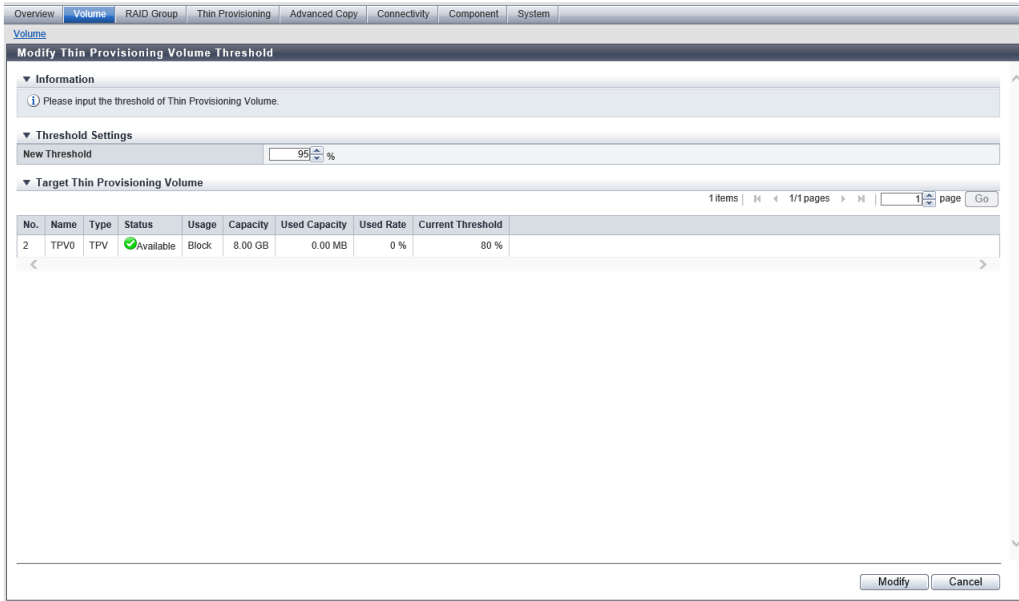 Overview Volume RAID Group Thin Provisioning Advanced Copy Connectivity Component System
Volume
Modify Thin Provisioning Volume Threshold
Information
Please input the threshold of Thin Provisioning Volume.
Threshold Settings
New Threshold 95 %
Target Thin Provisioning Volume
1 items | 1/1 pages | 1 page Go
No. Name Type Status Usage Capacity Used Capacity Used Rate Current Threshold
2 TPV0 TPV Available Block 8.00 GB 0.00 MB 0 % 80 %
Modify Cancel